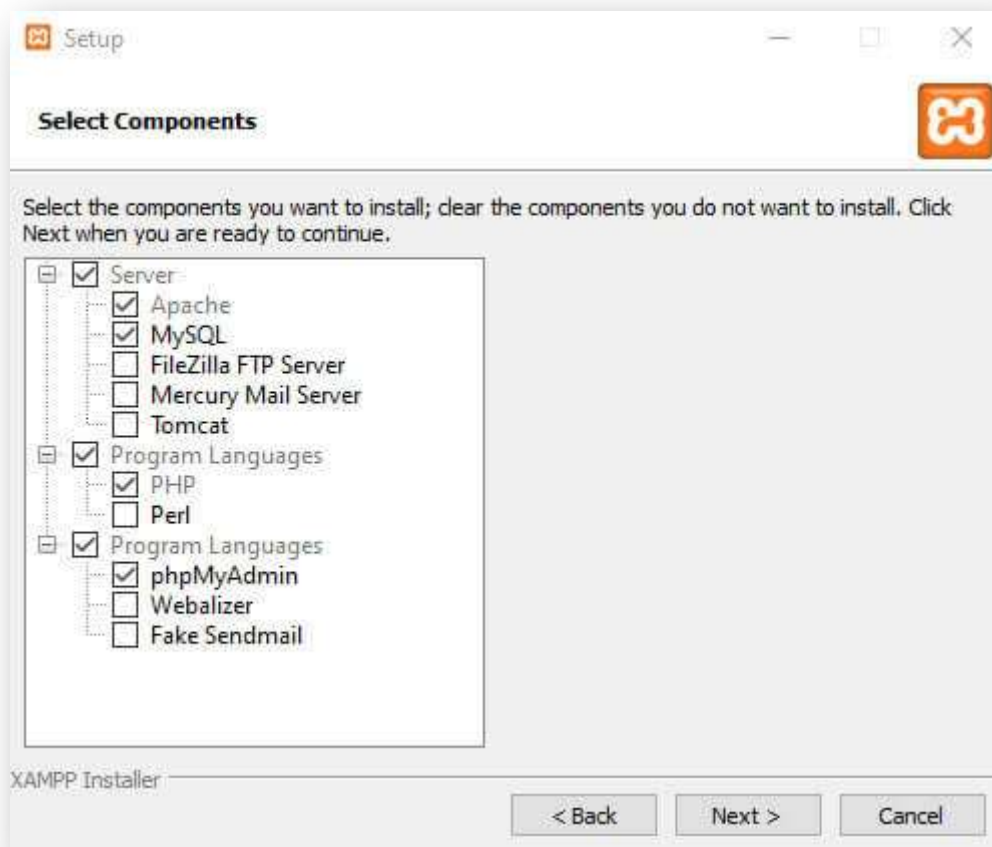 Setup
Select Components
Select the components you want to install; clear the components you do not want to install. Click
Next when you are ready to continue.
Server
Apache
MySQL
FileZilla FTP Server
Mercury Mail Server
Tomcat
Program Languages
PHP
Perl
Program Languages
phpMyAdmin
Webalizer
Fake Sendmail
XAMPP Installer
< Back
Next >
Cancel